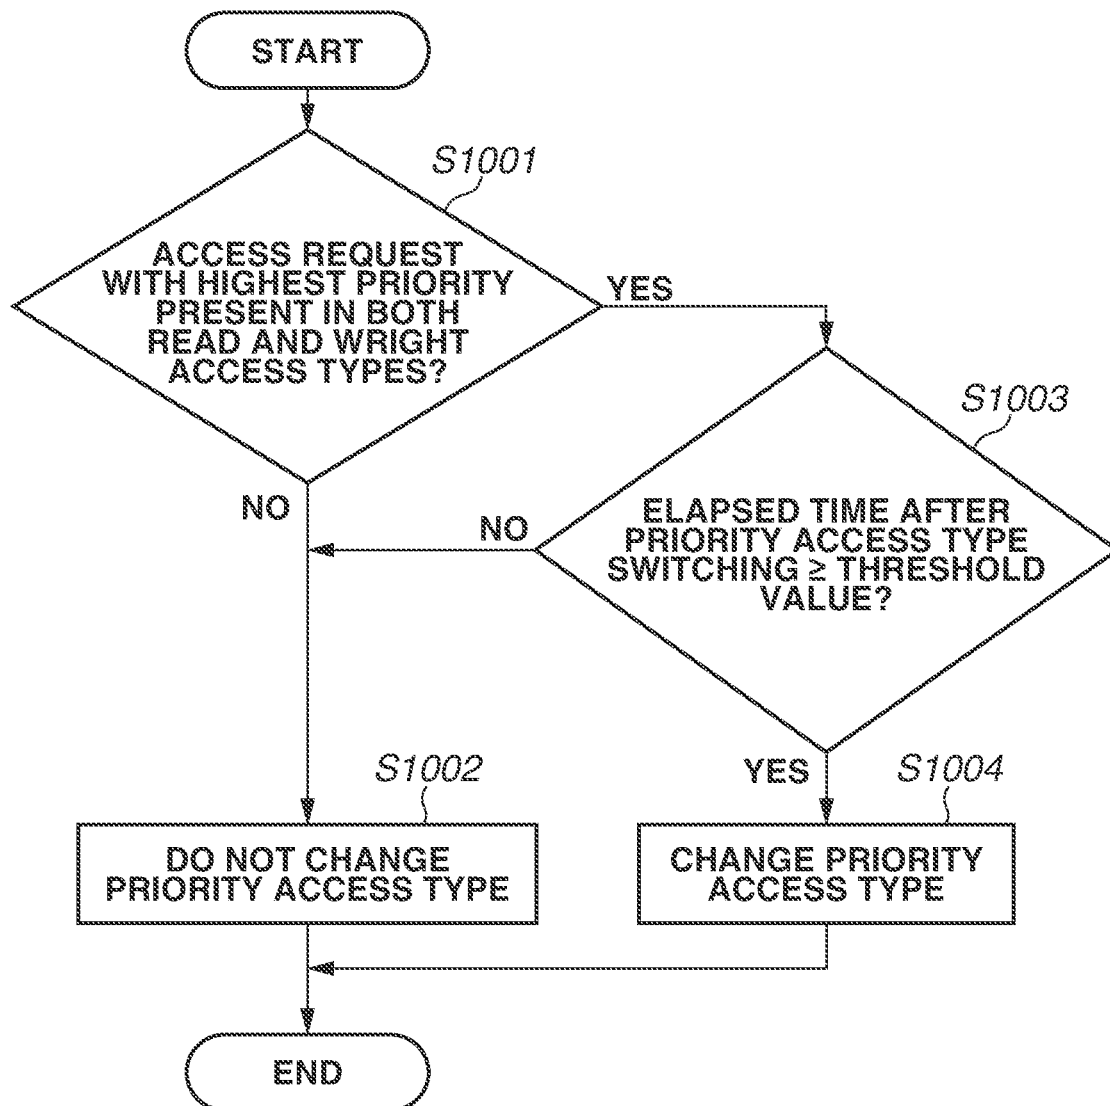 START
S1001
ACCESS REQUEST
WITH HIGHEST PRIORITY
PRESENT IN BOTH
READ AND WRIGHT
ACCESS TYPES?
YES
NO
S1003
ELAPSED TIME AFTER
PRIORITY ACCESS TYPE
SWITCHING ≥ THRESHOLD
VALUE?
NO
YES
S1002
DO NOT CHANGE
PRIORITY ACCESS TYPE
S1004
CHANGE PRIORITY
ACCESS TYPE
END